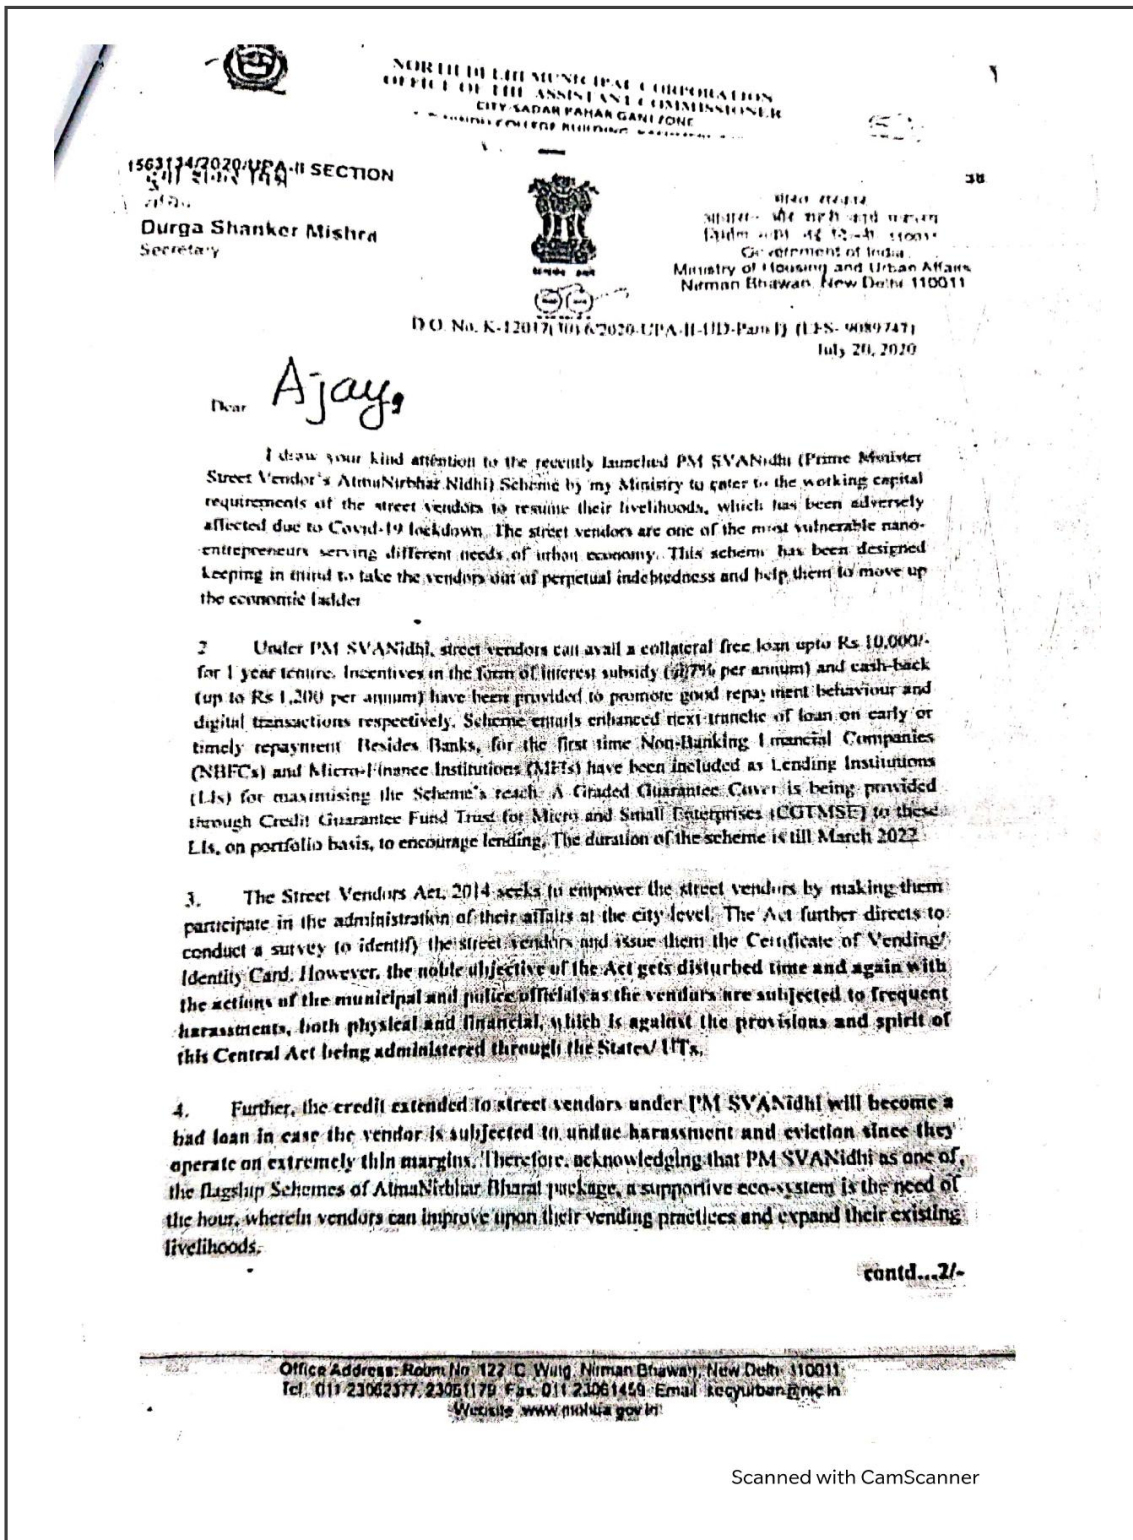 NORTH DELHI MUNICIPAL CORPORATION
OFFICE OF THE ASSISTANT COMMISSIONER
CITY-SADAR PAHAR GANJ ZONE
COLLEGE BUILDING
1563134/2020/UPA-II SECTION
38
Durga Shanker Mishra
Secretary
भारत सरकार
Government of India
Ministry of Housing and Urban Affairs
Nirman Bhawan, New Delhi 110011
July 20, 2020
Dear Ajay,
I draw your kind attention to the recently launched PM SVANidhi (Prime Minister
Street Vendor's AtmaNirbhar Nidhi) Scheme by my Ministry to cater to the working capital
requirements of the street vendors to resume their livelihoods, which has been adversely
affected due to Covid-19 lockdown. The street vendors are one of the most vulnerable nano-
entrepreneurs serving different needs of urban economy. This scheme has been designed
keeping in mind to take the vendors out of perpetual indebtedness and help them to move up
the economic ladder
2 Under PM SVANidhi, street vendors can avail a collateral free loan upto Rs 10,000/-
for 1 year tenure. Incentives in the form of interest subsidy (@7% per annum) and cash-back
(up to Rs 1,200 per annum) have been provided to promote good repayment behaviour and
digital transactions respectively. Scheme entails enhanced next tranche of loan on early or
timely repayment Besides Banks, for the first time Non-Banking Financial Companies
(NBFCs) and Micro-Finance Institutions (MFIs) have been included as Lending Institutions
(LIs) for maximising the Scheme's reach. A Graded Guarantee Cover is being provided
through Credit Guarantee Fund Trust for Micro and Small Enterprises (CGTMSE) to these
LIs, on portfolio basis, to encourage lending. The duration of the scheme is till March 2022
3. The Street Vendors Act, 2014 seeks to empower the street vendors by making them
participate in the administration of their affairs at the city level. The Act further directs to
conduct a survey to identify the street vendors and issue them the Certificate of Vending/
Identity Card. However, the noble objective of the Act gets disturbed time and again with
the actions of the municipal and police officials as the vendors are subjected to frequent
harassments, both physical and financial, which is against the provisions and spirit of
this Central Act being administered through the States/ UTs.
4. Further, the credit extended to street vendors under PM SVANidhi will become a
bad loan in case the vendor is subjected to undue harassment and eviction since they
operate on extremely thin margins. Therefore, acknowledging that PM SVANidhi as one of
the flagship Schemes of AtmaNirbhar Bharat package, a supportive eco-system is the need of
the hour, wherein vendors can improve upon their vending practices and expand their existing
livelihoods.
contd...2/-
Office Address: Room No. 122, C Wing, Nirman Bhawan, New Delhi 110011
Tel. 011 23062377, 23061179 Fax 011 23061459 Email secyurban@nic.in
Website www.mohua.gov.in
Scanned with CamScanner